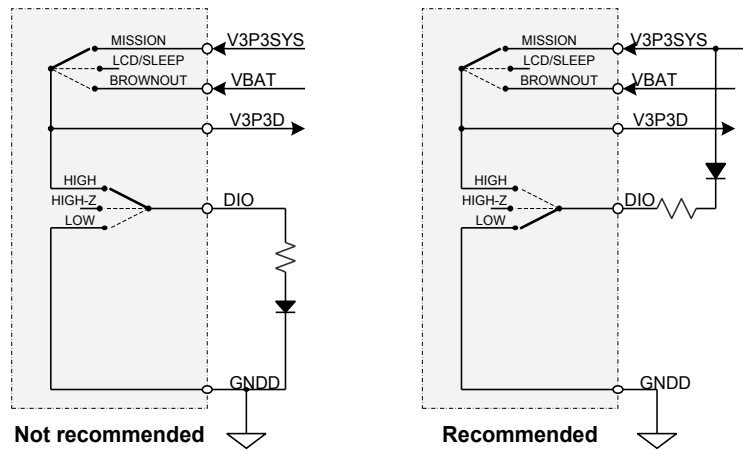 MISSION
V3P3SYS
LCD/SLEEP
BROWNOUT
VBAT
V3P3D
HIGH
HIGH-Z
DIO
LOW
GNDD
Not recommended
MISSION
V3P3SYS
LCD/SLEEP
BROWNOUT
VBAT
V3P3D
HIGH
HIGH-Z
DIO
LOW
GNDD
Recommended